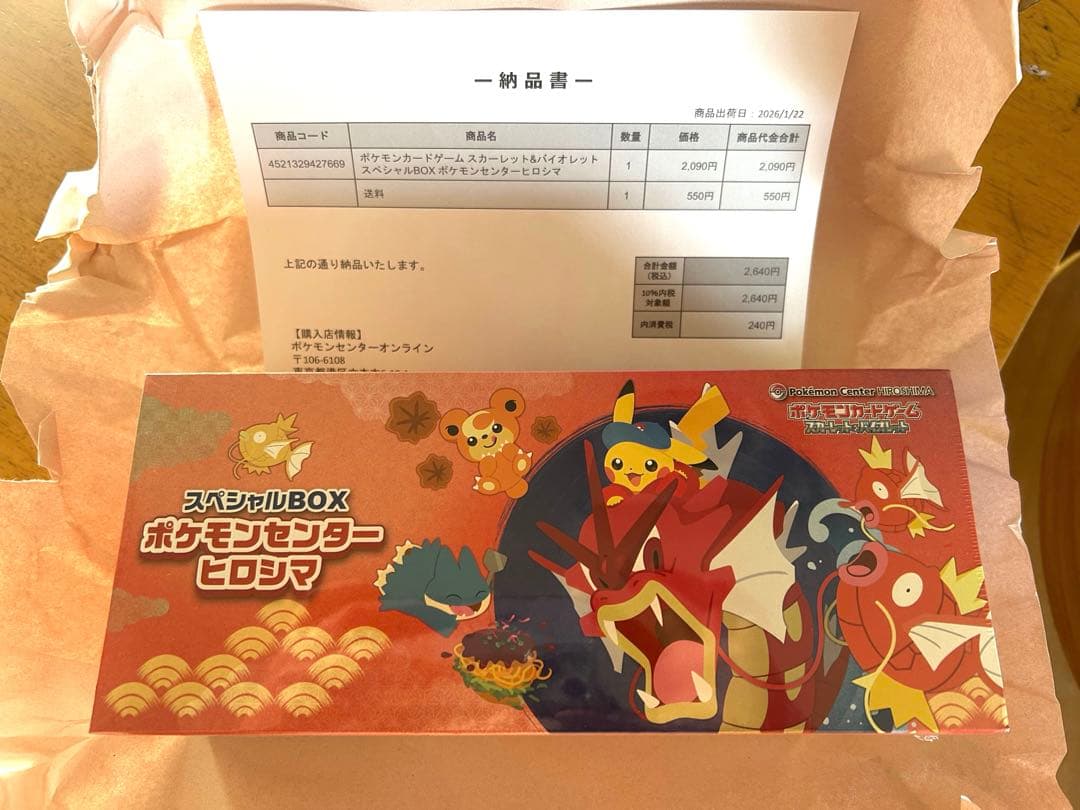 ー納品書ー
商品出荷日：2026/1/22
商品コード 商品名 数量 価格 商品代金合計
4521329427669 ポケモンカードゲーム スカーレット&バイオレット スペシャルBOX ポケモンセンターヒロシマ 1 2,090円 2,090円
送料 1 550円 550円
上記の通り納品いたします。
合計金額(税込) 2,640円
10%内税対象額 2,640円
内消費税 240円
【購入店情報】
ポケモンセンターオンライン
〒106-6108
Pokémon Center HIROSHIMA
ポケモンカードゲーム
スカーレット&バイオレット
スペシャルBOX
ポケモンセンター
ヒロシマ